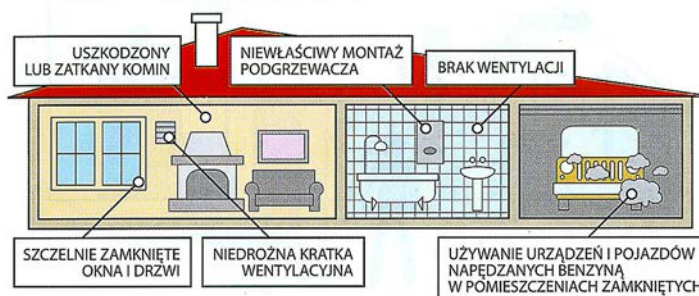 USZKODZONY
LUB ZATKANY KOMIN
NIEWŁAŚCIWY MONTAŻ
PODGRZEWACZA
BRAK WENTYLACJI
SZCZELNIE ZAMKNIĘTE
OKNA I DRZWI
NIEDROŻNA KRATKA
WENTYLACYJNA
UŻYWANIE URZĄDZEŃ I POJAZDÓW
NAPĘDZANYCH BENZYNĄ
W POMIESZCZENIACH ZAMKNIĘTYCH